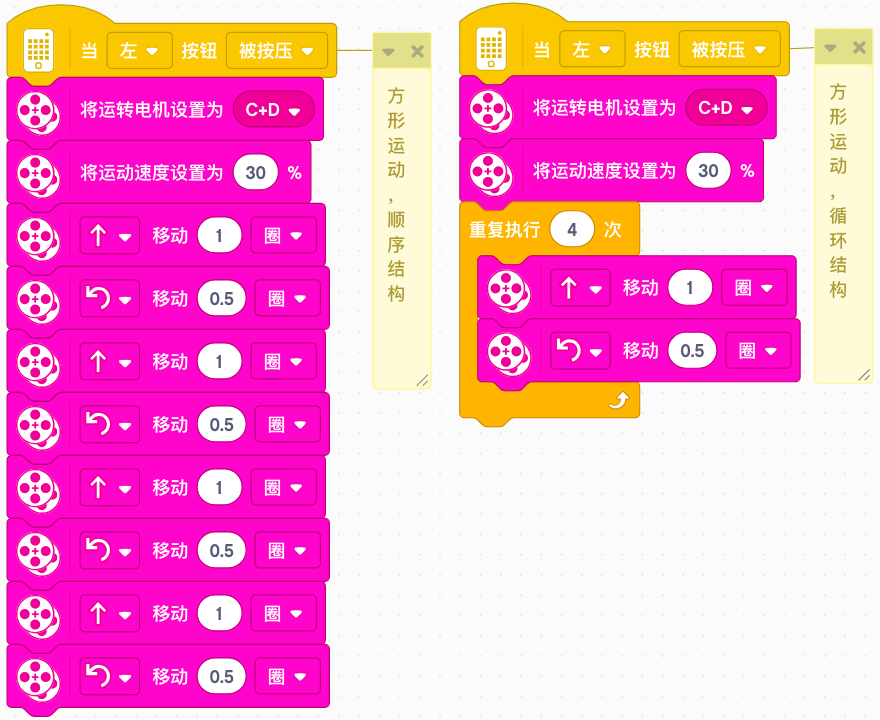 当 左 按钮 被按压
将运转电机设置为 C+D
将运动速度设置为 30 %
移动 1 圈
移动 0.5 圈
移动 1 圈
移动 0.5 圈
移动 1 圈
移动 0.5 圈
移动 1 圈
移动 0.5 圈
方形运动，顺序结构
当 左 按钮 被按压
将运转电机设置为 C+D
将运动速度设置为 30 %
重复执行 4 次
移动 1 圈
移动 0.5 圈
方形运动，循环结构